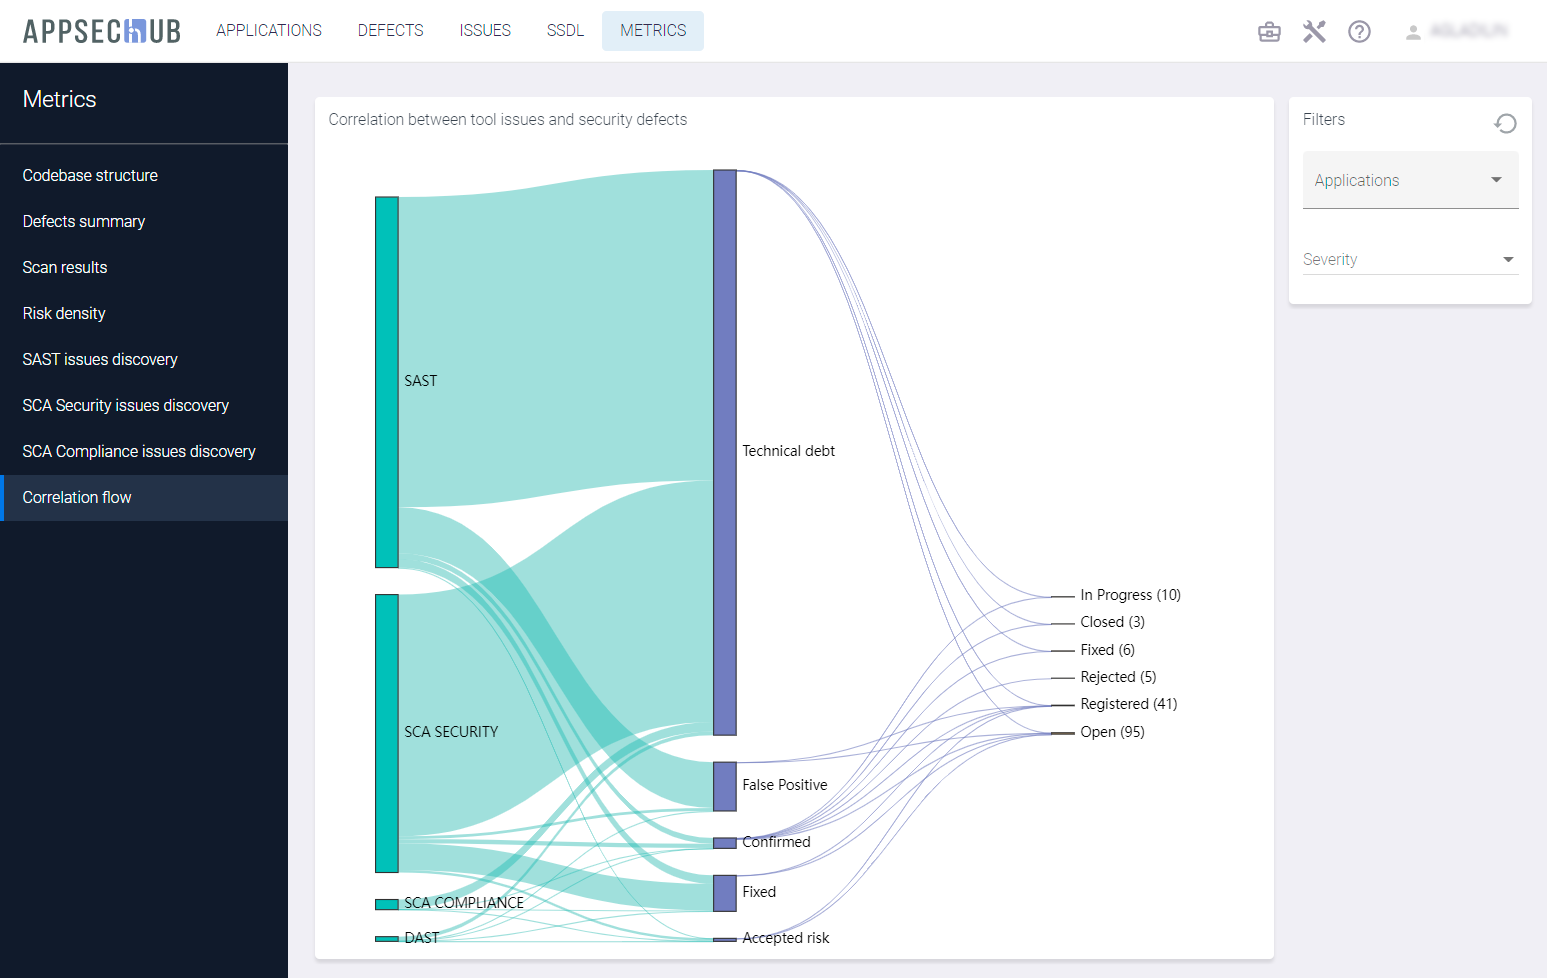 APPSECHUB
APPLICATIONS
DEFECTS
ISSUES
SSDL
METRICS
Metrics
Codebase structure
Defects summary
Scan results
Risk density
SAST issues discovery
SCA Security issues discovery
SCA Compliance issues discovery
Correlation flow
Correlation between tool issues and security defects
SAST
SCA SECURITY
SCA COMPLIANCE
DAST
Technical debt
False Positive
Confirmed
Fixed
Accepted risk
In Progress (10)
Closed (3)
Fixed (6)
Rejected (5)
Registered (41)
Open (95)
Filters
Applications
Severity